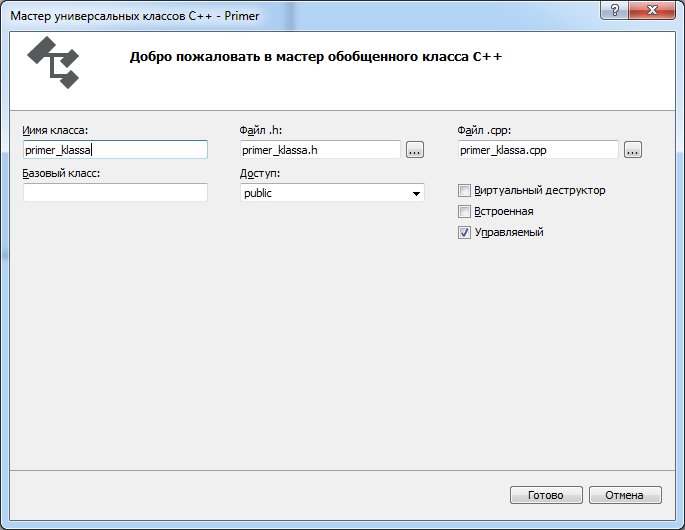 Мастер универсальных классов C++ - Primer
Добро пожаловать в мастер обобщенного класса C++
Иимя класса:
Файл .h:
Файл .cpp:
primer_klassa
primer_klassa.h
...
primer_klassa.cpp
...
Базовый класс:
Доступ:
public
Виртуальный деструктор
Встроенная
Управляемый
Готово
Отмена